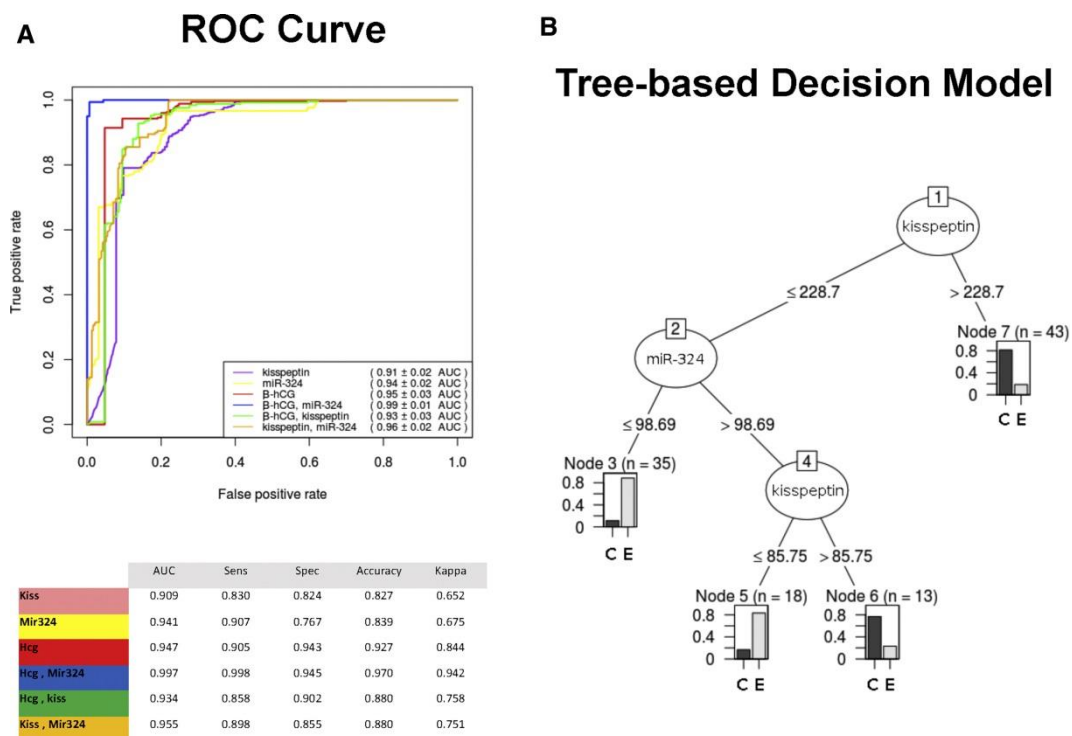 A
ROC Curve
True positive rate
1.0
0.8
0.6
0.4
0.2
0.0
kisspeptin ( 0.91 ± 0.02 AUC )
miR-324 ( 0.94 ± 0.02 AUC )
B-hCG ( 0.95 ± 0.03 AUC )
B-hCG, miR-324 ( 0.99 ± 0.01 AUC )
B-hCG, kisspeptin ( 0.93 ± 0.03 AUC )
kisspeptin, miR-324 ( 0.96 ± 0.02 AUC )
0.0 0.2 0.4 0.6 0.8 1.0
False positive rate
AUC Sens Spec Accuracy Kappa
Kiss 0.909 0.830 0.824 0.827 0.652
Mir324 0.941 0.907 0.767 0.839 0.675
Hcg 0.947 0.905 0.943 0.927 0.844
Hcg , Mir324 0.997 0.998 0.945 0.970 0.942
Hcg , kiss 0.934 0.858 0.902 0.880 0.758
Kiss , Mir324 0.955 0.898 0.855 0.880 0.751
B
Tree-based Decision Model
1
kisspeptin
≤ 228.7 > 228.7
2
miR-324
Node 7 (n = 43)
0.8
0.4
0
C E
≤ 98.69 > 98.69
Node 3 (n = 35)
0.8
0.4
0
C E
4
kisspeptin
≤ 85.75 > 85.75
Node 5 (n = 18)
0.8
0.4
0
C E
Node 6 (n = 13)
0.8
0.4
0
C E